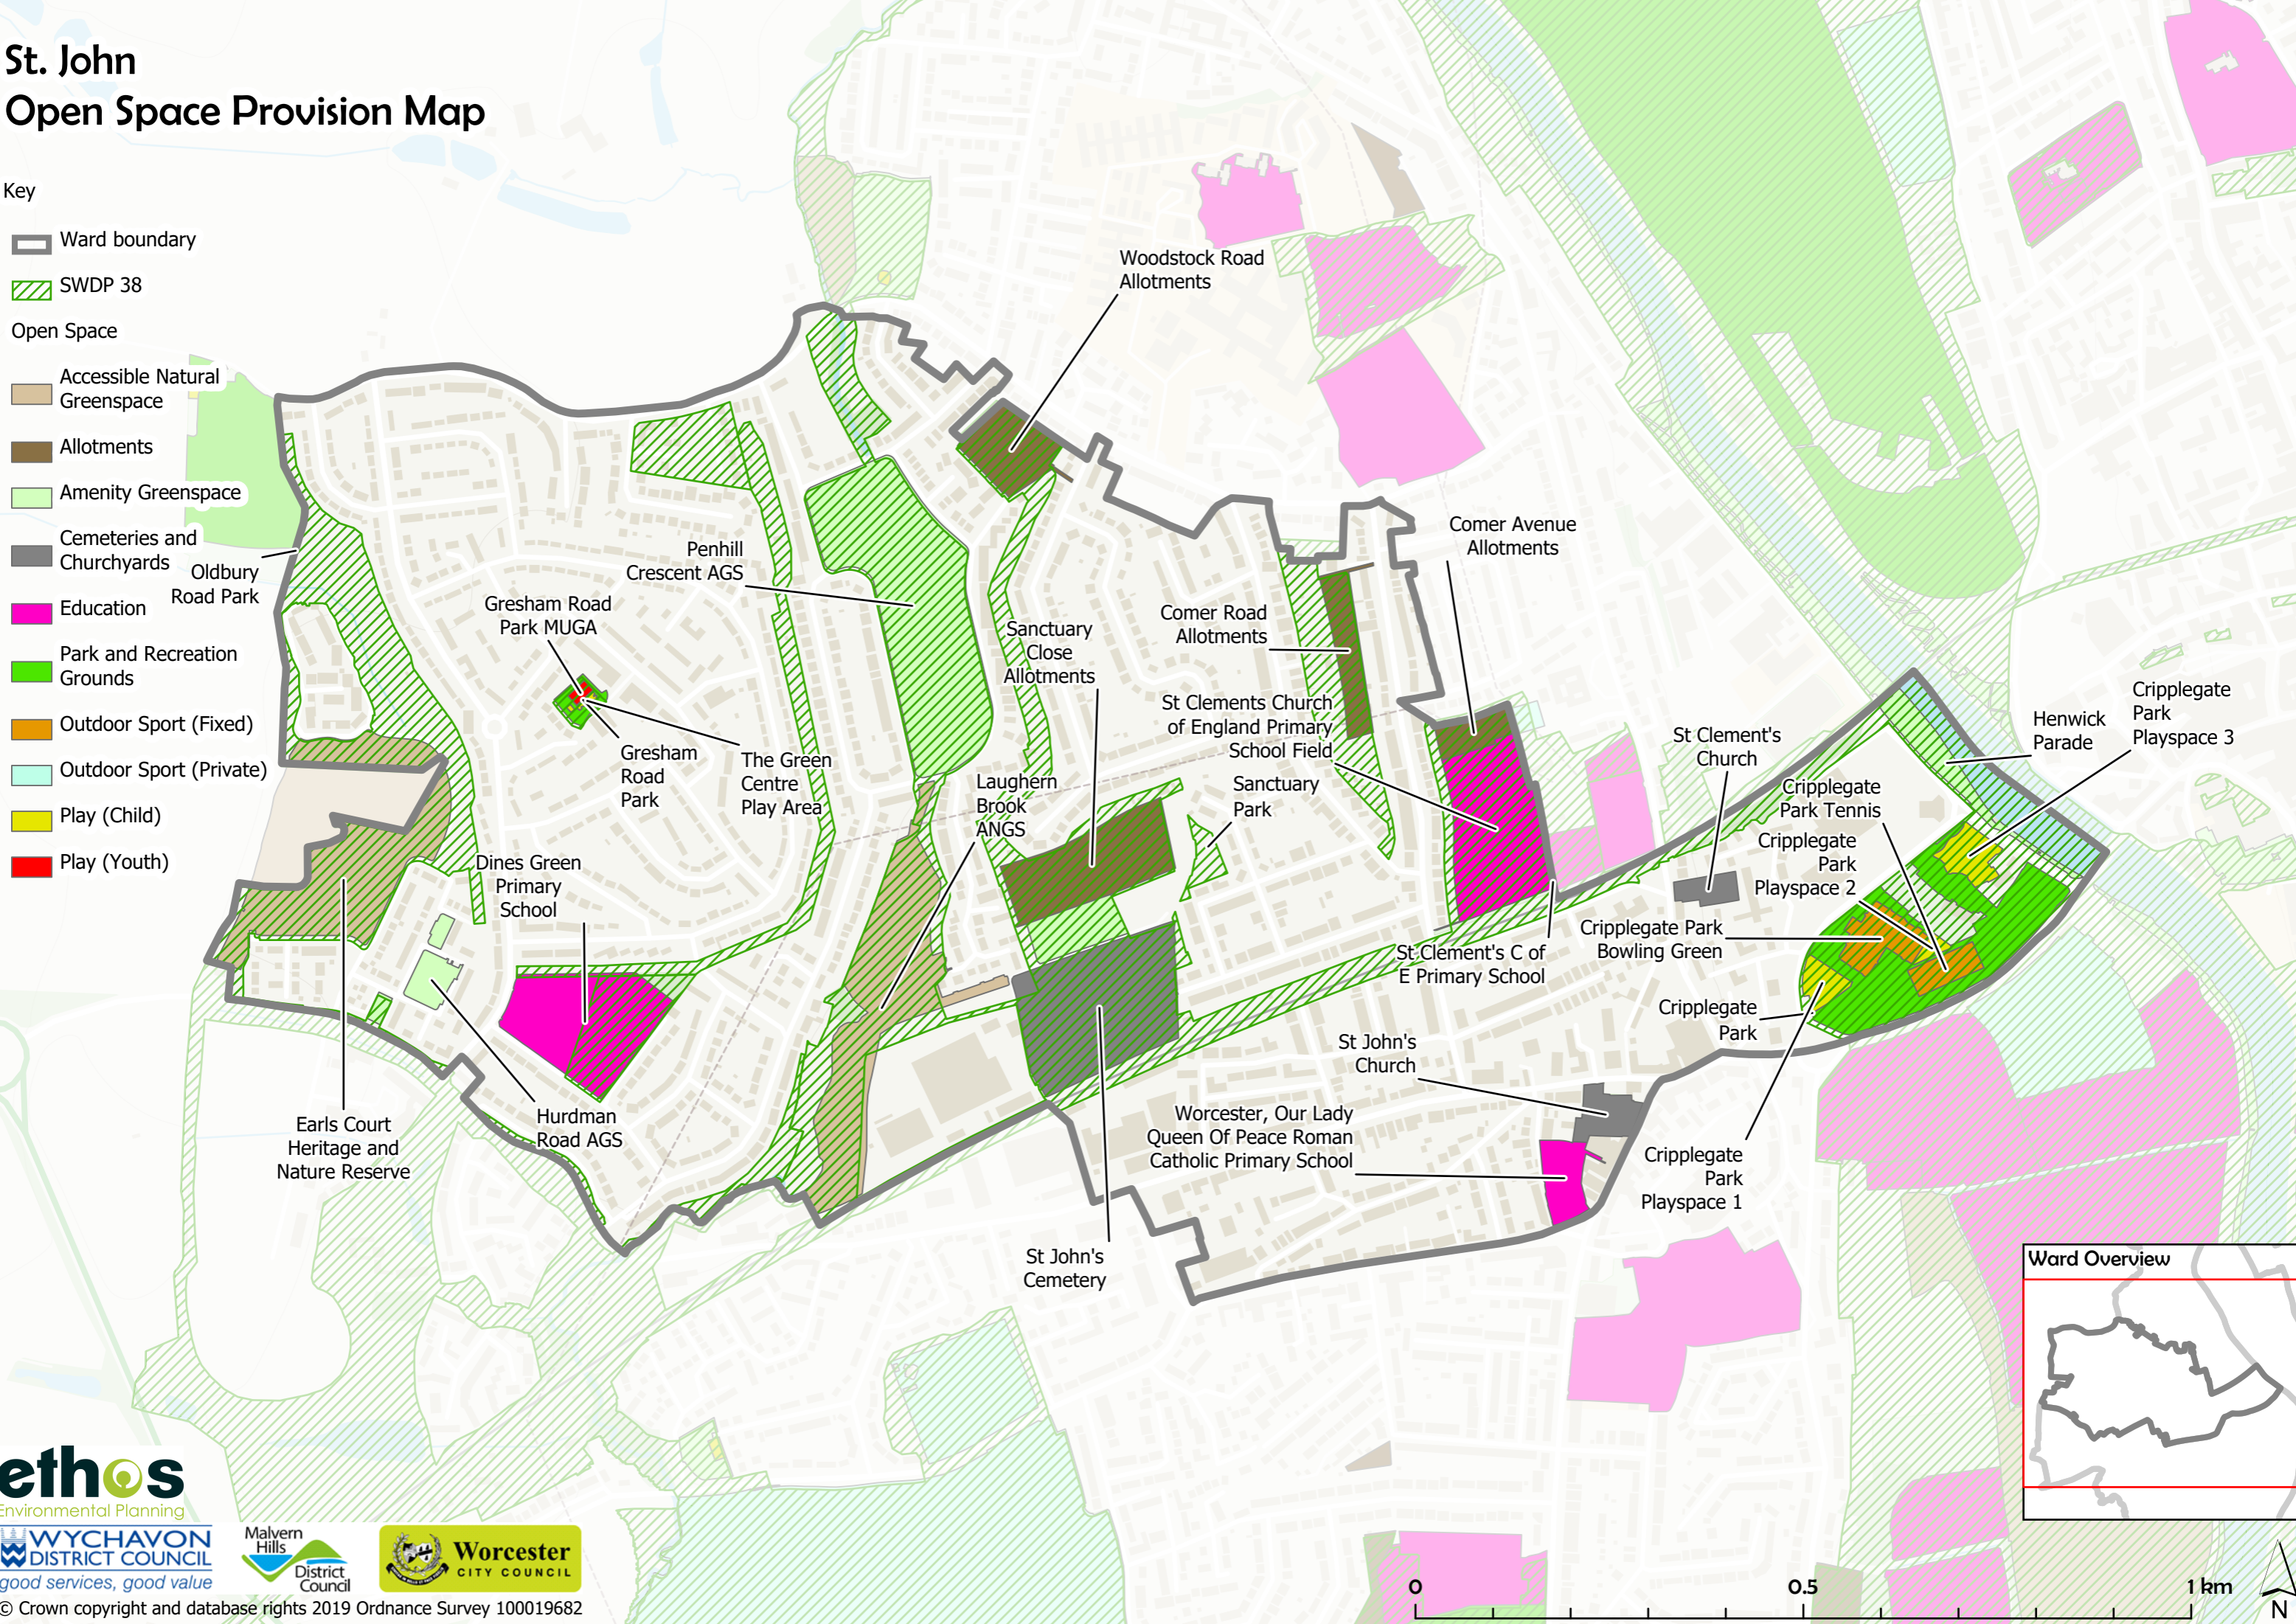 St. John
Open Space Provision Map
Key
Ward boundary
SWDP 38
Open Space
Accessible Natural
Greenspace
Allotments
Amenity Greenspace
Cemeteries and
Churchyards
Education
Park and Recreation
Grounds
Outdoor Sport (Fixed)
Outdoor Sport (Private)
Play (Child)
Play (Youth)
Oldbury
Road Park
Woodstock Road
Allotments
Penhill
Crescent AGS
Gresham Road
Park MUGA
Sanctuary
Close
Allotments
Comer Road
Allotments
Comer Avenue
Allotments
St Clements Church
of England Primary
School Field
Gresham
Road
Park
The Green
Centre
Play Area
Laughern
Brook
ANGS
Sanctuary
Park
St Clement's
Church
Henwick
Parade
Cripplegate
Park
Playspace 3
Cripplegate
Park Tennis
Cripplegate
Park
Playspace 2
Dines Green
Primary
School
Cripplegate Park
Bowling Green
St Clement's C of
E Primary School
Cripplegate
Park
St John's
Church
Worcester, Our Lady
Queen Of Peace Roman
Catholic Primary School
Cripplegate
Park
Playspace 1
Earls Court
Heritage and
Nature Reserve
Hurdman
Road AGS
St John's
Cemetery
Ward Overview
ethos
Environmental Planning
WYCHAVON
DISTRICT COUNCIL
good services, good value
Malvern
Hills
District
Council
Worcester
CITY COUNCIL
© Crown copyright and database rights 2019 Ordnance Survey 100019682
0 0.5 1 km
N